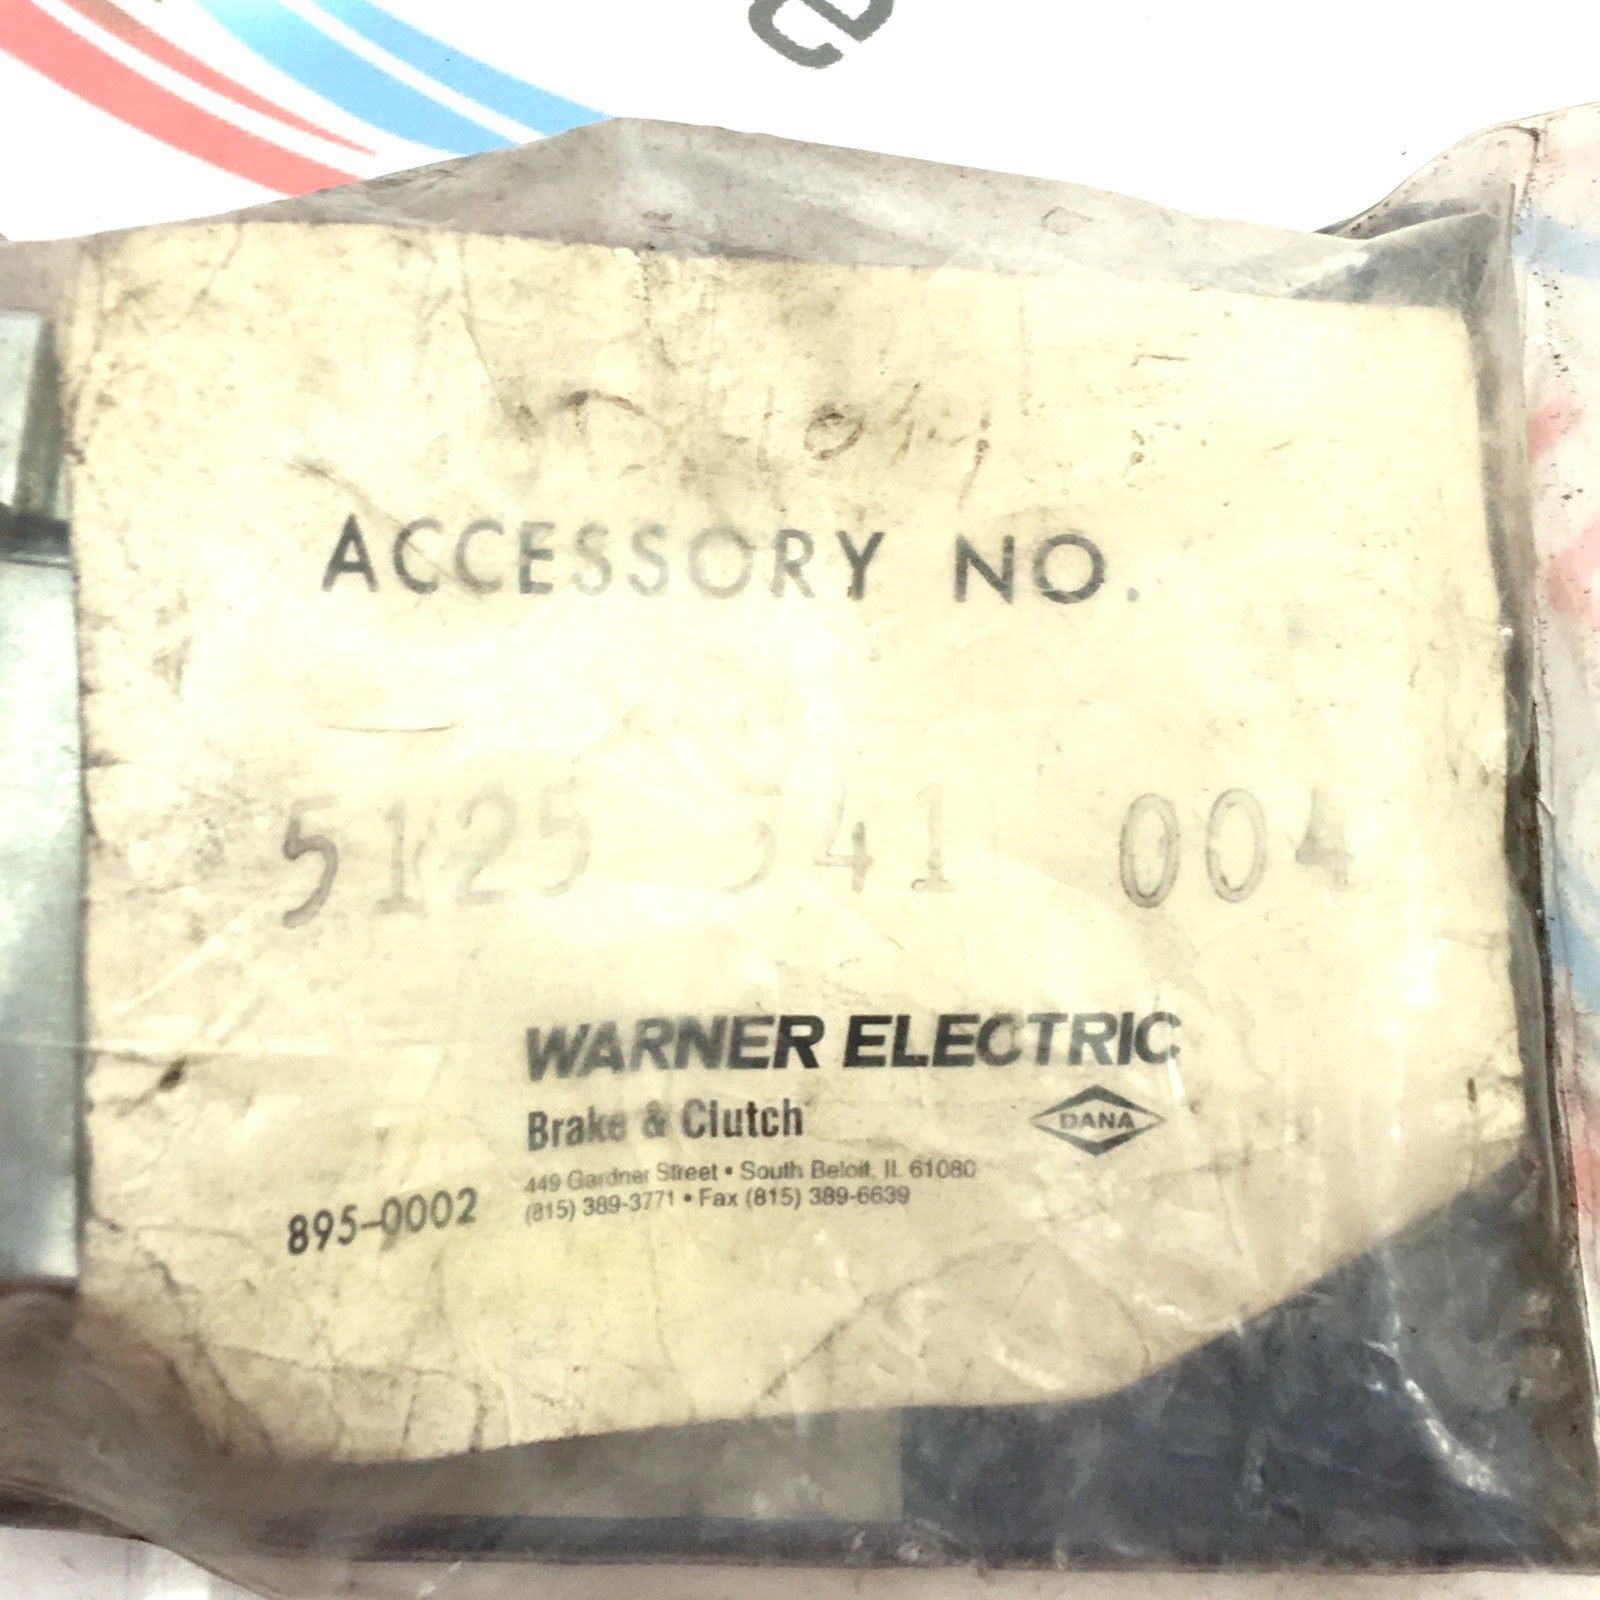 ACCESSORY NO.
5125 541 004
WARNER ELECTRIC
Brake & Clutch
DANA
449 Gardner Street • South Beloit, IL 61080
(815) 389-3771 • Fax (815) 389-6639
895-0002